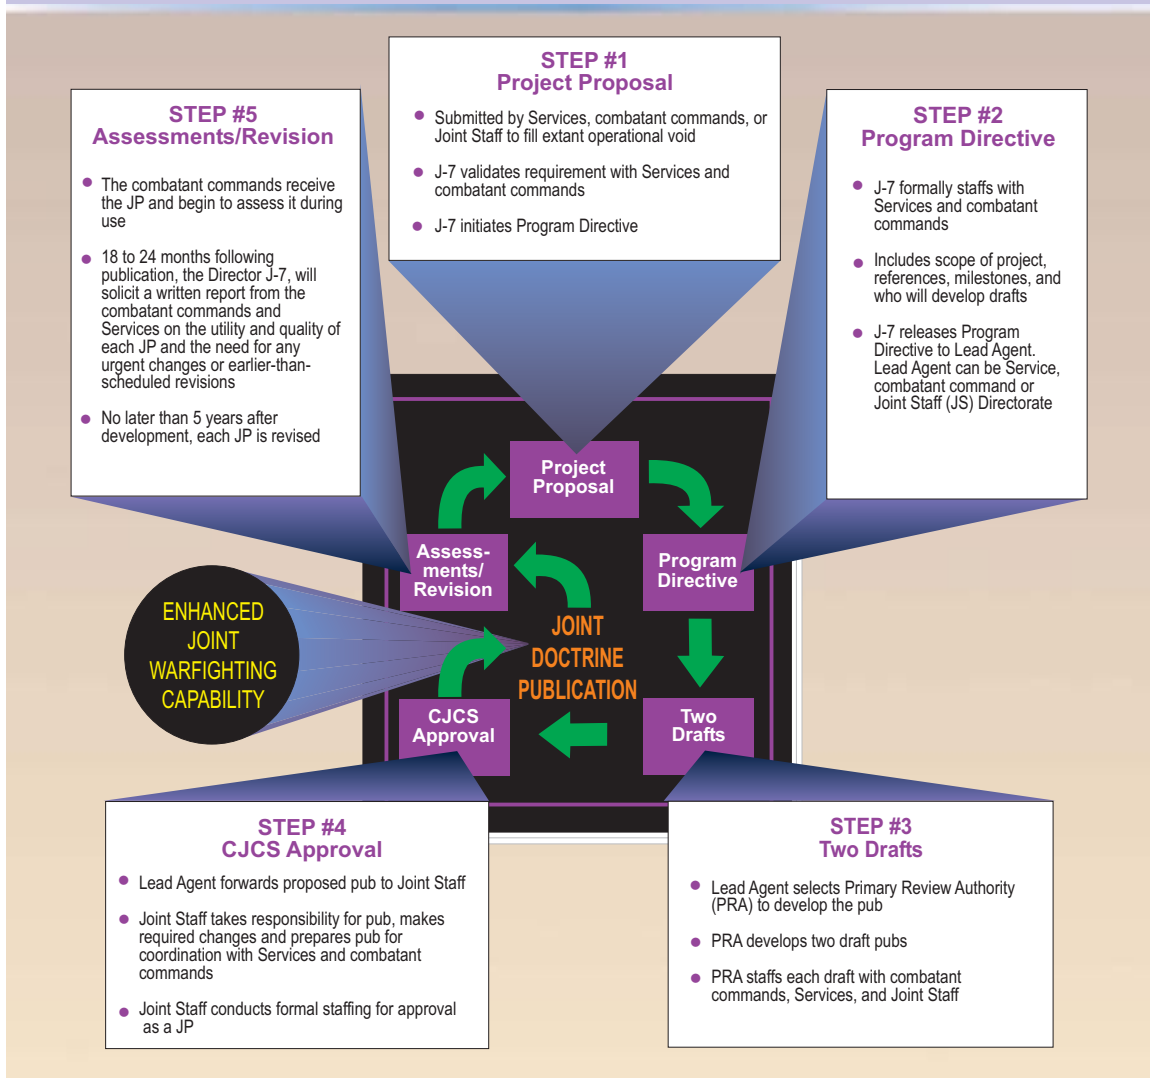 STEP #1
Project Proposal
• Submitted by Services, combatant commands, or
Joint Staff to fill extant operational void
• J-7 validates requirement with Services and
combatant commands
• J-7 initiates Program Directive
STEP #2
Program Directive
• J-7 formally staffs with
Services and combatant
commands
• Includes scope of project,
references, milestones, and
who will develop drafts
• J-7 releases Program
Directive to Lead Agent.
Lead Agent can be Service,
combatant command or
Joint Staff (JS) Directorate
STEP #5
Assessments/Revision
• The combatant commands receive
the JP and begin to assess it during
use
• 18 to 24 months following
publication, the Director J-7, will
solicit a written report from the
combatant commands and
Services on the utility and quality of
each JP and the need for any
urgent changes or earlier-than-
scheduled revisions
• No later than 5 years after
development, each JP is revised
Project
Proposal
Assess-
ments/
Revision
Program
Directive
ENHANCED
JOINT
WARFIGHTING
CAPABILITY
JOINT
DOCTRINE
PUBLICATION
CJCS
Approval
Two
Drafts
STEP #4
CJCS Approval
• Lead Agent forwards proposed pub to Joint Staff
• Joint Staff takes responsibility for pub, makes
required changes and prepares pub for
coordination with Services and combatant
commands
• Joint Staff conducts formal staffing for approval
as a JP
STEP #3
Two Drafts
• Lead Agent selects Primary Review Authority
(PRA) to develop the pub
• PRA develops two draft pubs
• PRA staffs each draft with combatant
commands, Services, and Joint Staff